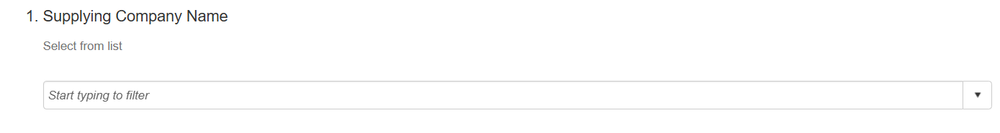 1. Supplying Company Name
Select from list
Start typing to filter